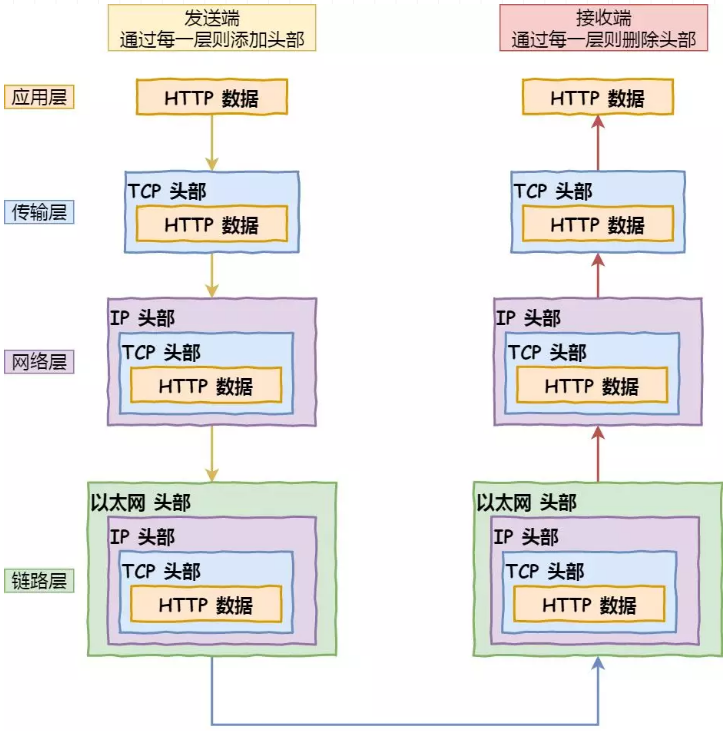 发送端
通过每一层则添加头部
接收端
通过每一层则删除头部
应用层
HTTP 数据
HTTP 数据
传输层
TCP 头部
HTTP 数据
TCP 头部
HTTP 数据
网络层
IP 头部
TCP 头部
HTTP 数据
IP 头部
TCP 头部
HTTP 数据
链路层
以太网 头部
IP 头部
TCP 头部
HTTP 数据
以太网 头部
IP 头部
TCP 头部
HTTP 数据